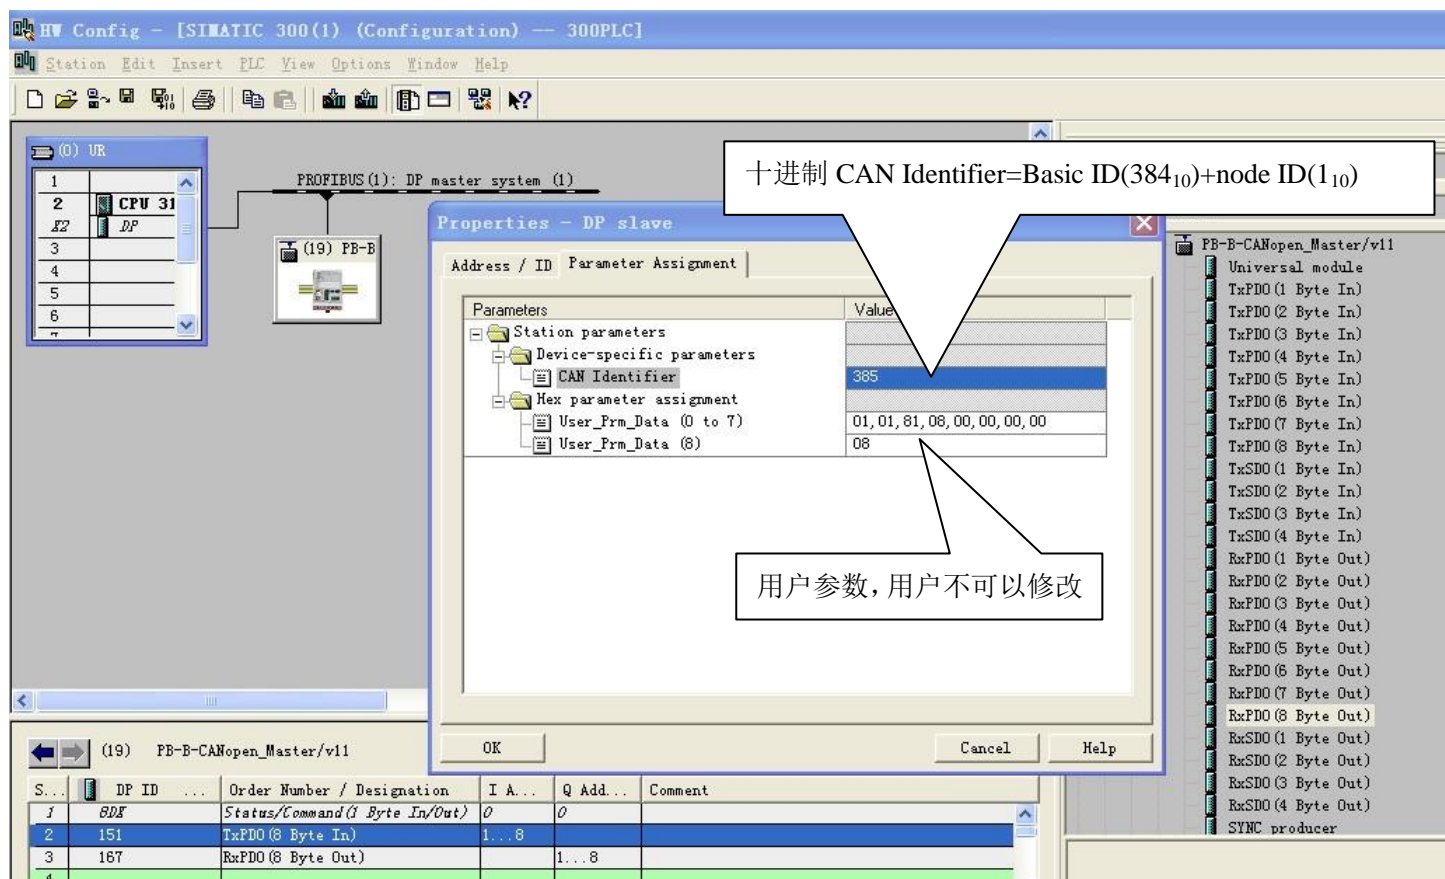 HW Config - [SIMATIC 300(1) (Configuration) -- 300PLC]
Station Edit Insert PLC View Options Window Help
(0) UR
1
2 CPU 31
X2 DP
3
4
5
6
7
PROFIBUS(1): DP master system (1)
(19) PB-B
十进制 CAN Identifier=Basic ID(384₁₀)+node ID(1₁₀)
Properties - DP slave
Address / ID Parameter Assignment
Parameters Value
Station parameters
Device-specific parameters
CAN Identifier 385
Hex parameter assignment
User_Prm_Data (0 to 7) 01,01,81,08,00,00,00,00
User_Prm_Data (8) 08
用户参数，用户不可以修改
OK Cancel Help
PB-B-CANopen_Master/v11
Universal module
TxPDO(1 Byte In)
TxPDO(2 Byte In)
TxPDO(3 Byte In)
TxPDO(4 Byte In)
TxPDO(5 Byte In)
TxPDO(6 Byte In)
TxPDO(7 Byte In)
TxPDO(8 Byte In)
TxSDO(1 Byte In)
TxSDO(2 Byte In)
TxSDO(3 Byte In)
TxSDO(4 Byte In)
RxPDO(1 Byte Out)
RxPDO(2 Byte Out)
RxPDO(3 Byte Out)
RxPDO(4 Byte Out)
RxPDO(5 Byte Out)
RxPDO(6 Byte Out)
RxPDO(7 Byte Out)
RxPDO(8 Byte Out)
RxSDO(1 Byte Out)
RxSDO(2 Byte Out)
RxSDO(3 Byte Out)
RxSDO(4 Byte Out)
SYNC producer
(19) PB-B-CANopen_Master/v11
S... DP ID ... Order Number / Designation I A... Q Add... Comment
1 8DX Status/Command(1 Byte In/Out) 0 0
2 151 TxPDO(8 Byte In) 1...8
3 167 RxPDO(8 Byte Out) 1...8
4